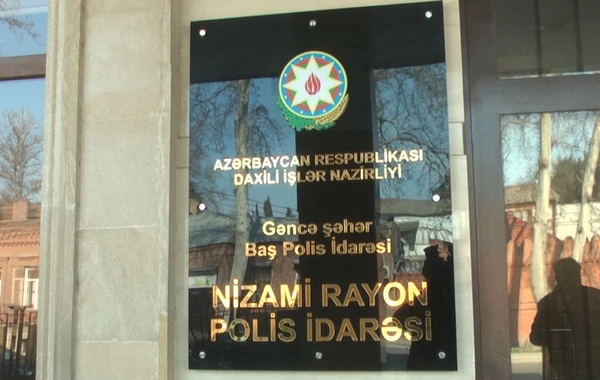 AZƏRBAYCAN RESPUBLİKASI
DAXİLİ İŞLƏR NAZİRLİYİ
Gəncə şəhər
Baş Polis İdarəsi
NİZAMİ RAYON
POLİS İDARƏSİ